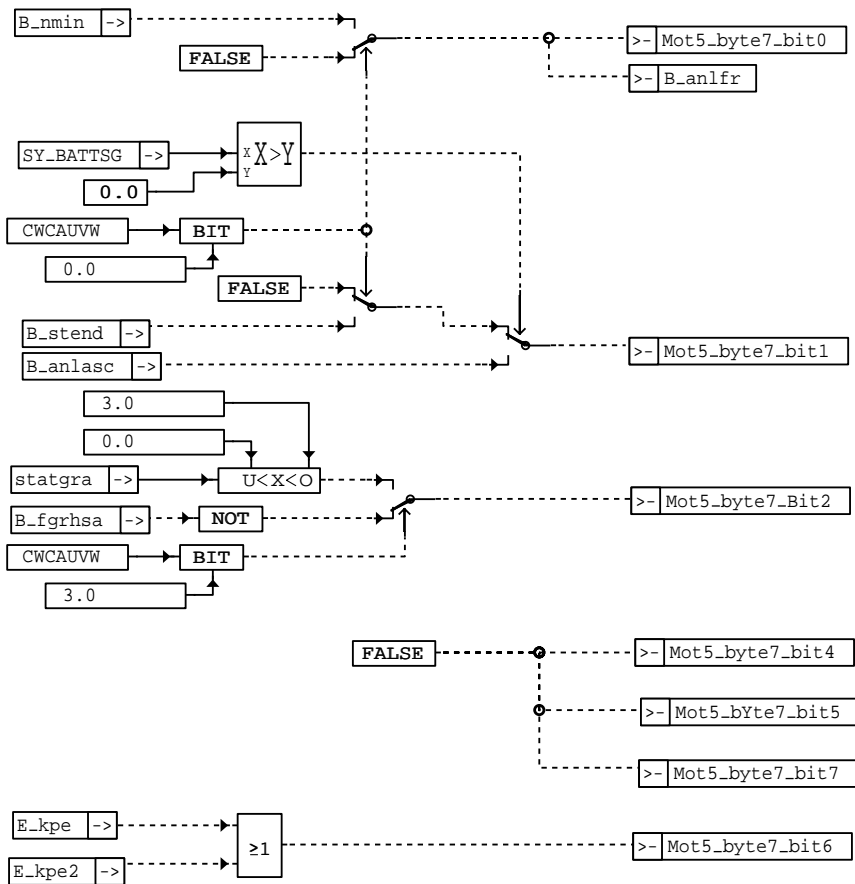 B_nmin ->
FALSE
>- Mot5_byte7_bit0
>- B_anlfr
SY_BATTSG ->
X
Y
X>Y
0.0
CWCAUVW
BIT
0.0
FALSE
B_stend ->
B_anlasc ->
>- Mot5_byte7_bit1
3.0
0.0
statgra ->
U<X<O
B_fgrhsa ->
NOT
>- Mot5_byte7_Bit2
CWCAUVW
BIT
3.0
FALSE
>- Mot5_byte7_bit4
>- Mot5_bYte7_bit5
>- Mot5_byte7_bit7
E_kpe ->
≥1
>- Mot5_byte7_bit6
E_kpe2 ->